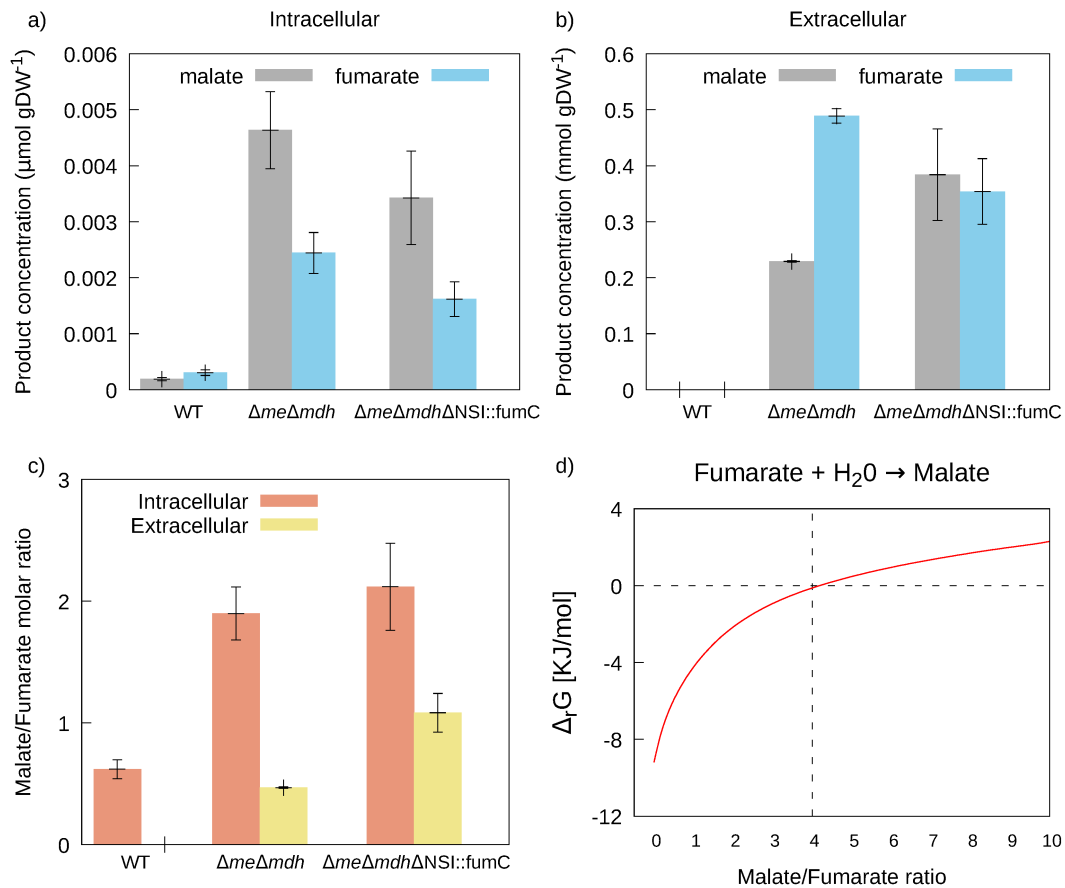 a) Intracellular
Product concentration (µmol gDW⁻¹)
0.006
0.005
0.004
0.003
0.002
0.001
0
malate fumarate
WT ΔmeΔmdh ΔmeΔmdhΔNSI::fumC
b) Extracellular
Product concentration (mmol gDW⁻¹)
0.6
0.5
0.4
0.3
0.2
0.1
0
malate fumarate
WT ΔmeΔmdh ΔmeΔmdhΔNSI::fumC
c)
Malate/Fumarate molar ratio
3
2
1
0
Intracellular
Extracellular
WT ΔmeΔmdh ΔmeΔmdhΔNSI::fumC
d) Fumarate + H₂0 → Malate
ΔᵣG [KJ/mol]
4
0
-4
-8
-12
0 1 2 3 4 5 6 7 8 9 10
Malate/Fumarate ratio